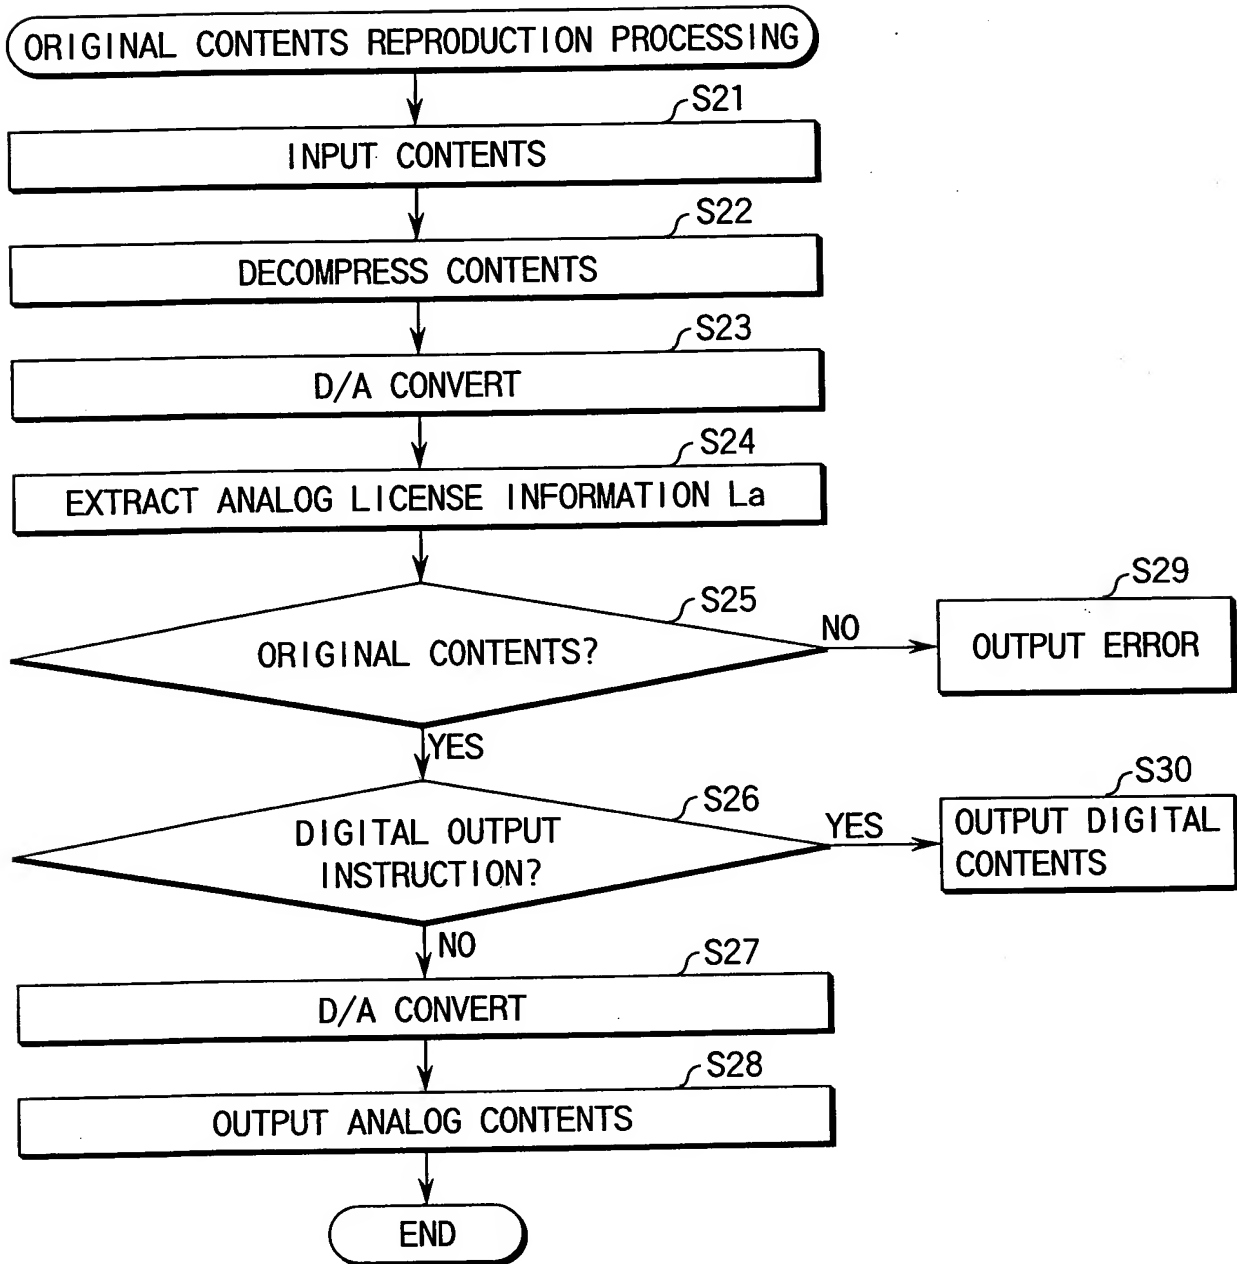 ORIGINAL CONTENTS REPRODUCTION PROCESSING
S21
INPUT CONTENTS
S22
DECOMPRESS CONTENTS
S23
D/A CONVERT
S24
EXTRACT ANALOG LICENSE INFORMATION La
S25
ORIGINAL CONTENTS?
NO
S29
OUTPUT ERROR
YES
S26
DIGITAL OUTPUT
INSTRUCTION?
YES
S30
OUTPUT DIGITAL
CONTENTS
NO
S27
D/A CONVERT
S28
OUTPUT ANALOG CONTENTS
END